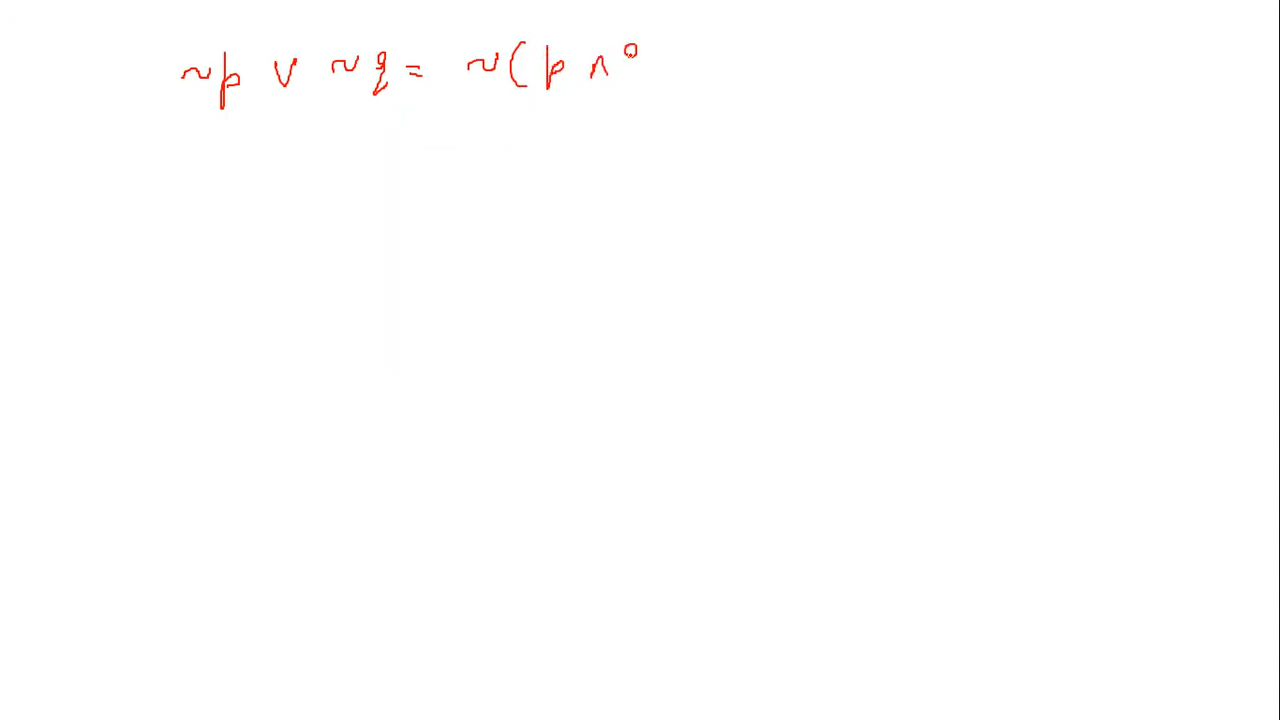 ~p ∨ ~q = ~(p ∧